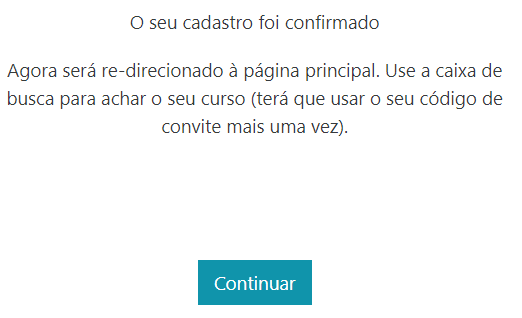 O seu cadastro foi confirmado
Agora será re-direcionado à página principal. Use a caixa de
busca para achar o seu curso (terá que usar o seu código de
convite mais uma vez).
Continuar